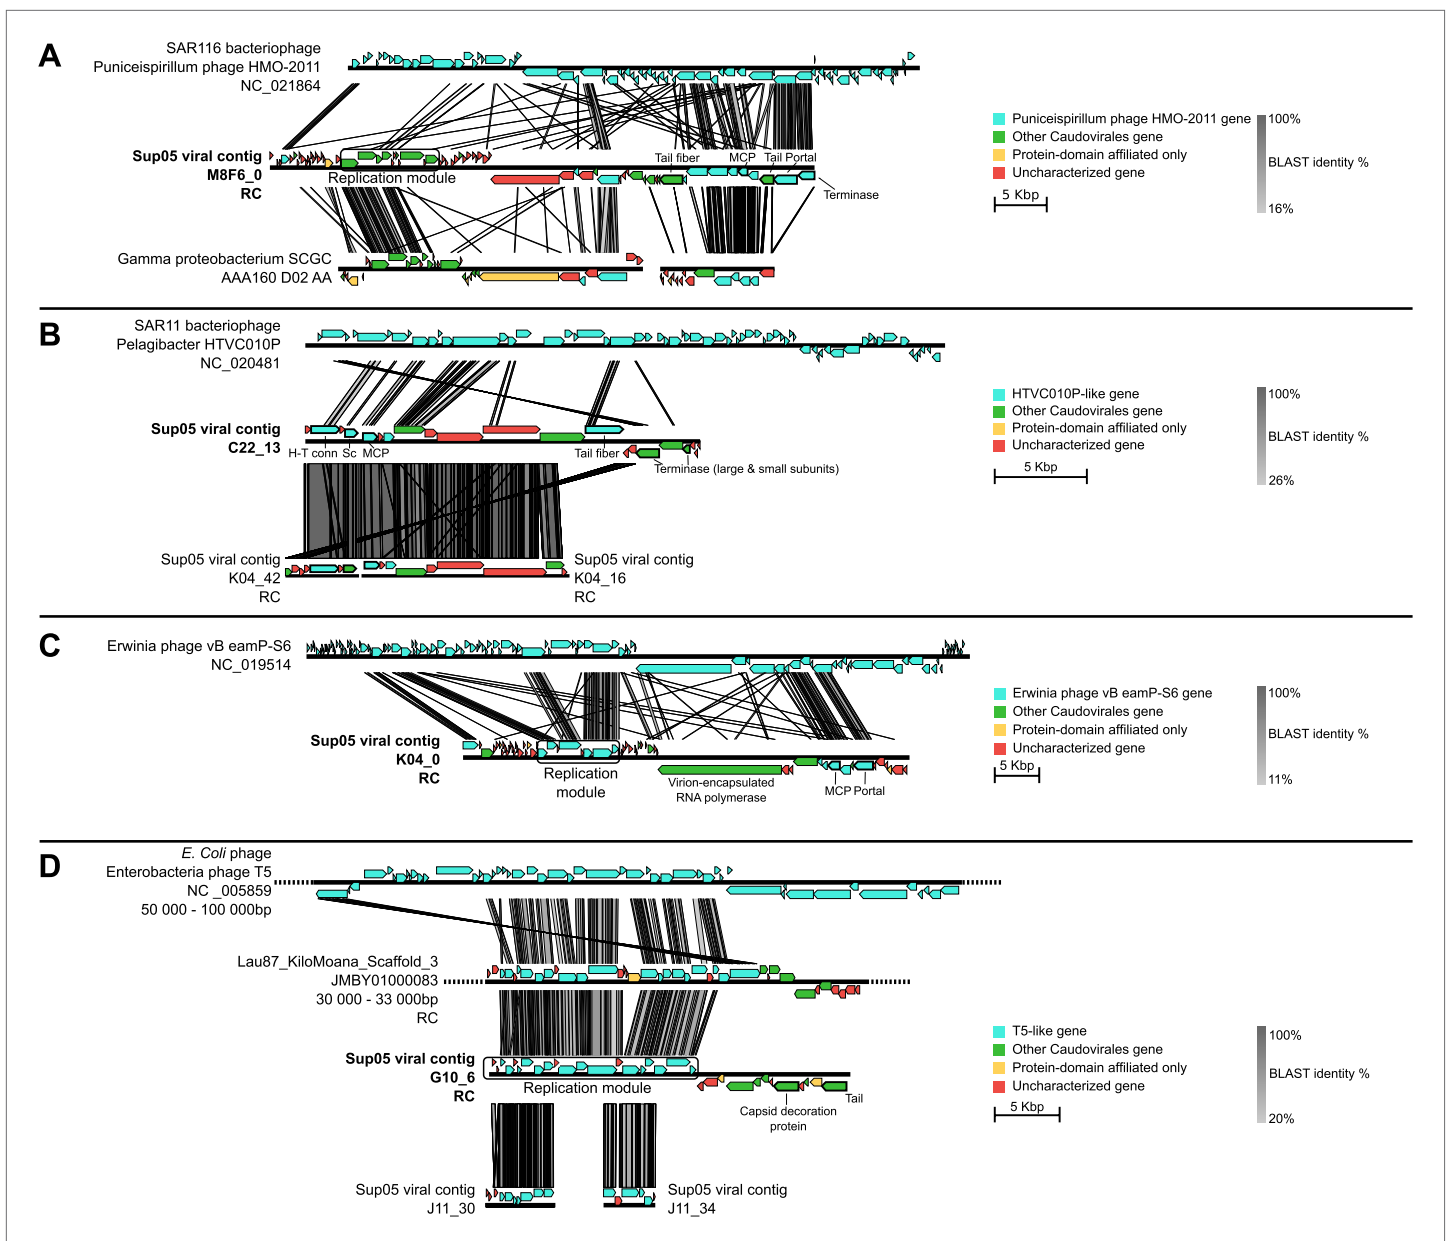 A
SAR116 bacteriophage
Puniceispirillum phage HMO-2011
NC_021864
Sup05 viral contig
M8F6_0
RC
Replication module
Tail fiber
MCP
Tail
Portal
Terminase
Gamma proteobacterium SCGC
AAA160 D02 AA
Puniceispirillum phage HMO-2011 gene
Other Caudovirales gene
Protein-domain affiliated only
Uncharacterized gene
5 Kbp
100%
BLAST identity %
16%
B
SAR11 bacteriophage
Pelagibacter HTVC010P
NC_020481
Sup05 viral contig
C22_13
H-T conn
Sc
MCP
Tail fiber
Terminase (large & small subunits)
Sup05 viral contig
K04_42
RC
Sup05 viral contig
K04_16
RC
HTVC010P-like gene
Other Caudovirales gene
Protein-domain affiliated only
Uncharacterized gene
5 Kbp
100%
BLAST identity %
26%
C
Erwinia phage vB eamP-S6
NC_019514
Sup05 viral contig
K04_0
RC
Replication
module
Virion-encapsulated
RNA polymerase
MCP
Portal
Erwinia phage vB eamP-S6 gene
Other Caudovirales gene
Protein-domain affiliated only
Uncharacterized gene
5 Kbp
100%
BLAST identity %
11%
D
E. Coli phage
Enterobacteria phage T5
NC _005859
50 000 - 100 000bp
Lau87_KiloMoana_Scaffold_3
JMBY01000083
30 000 - 33 000bp
RC
Sup05 viral contig
G10_6
RC
Replication module
Capsid decoration
protein
Tail
Sup05 viral contig
J11_30
Sup05 viral contig
J11_34
T5-like gene
Other Caudovirales gene
Protein-domain affiliated only
Uncharacterized gene
5 Kbp
100%
BLAST identity %
20%